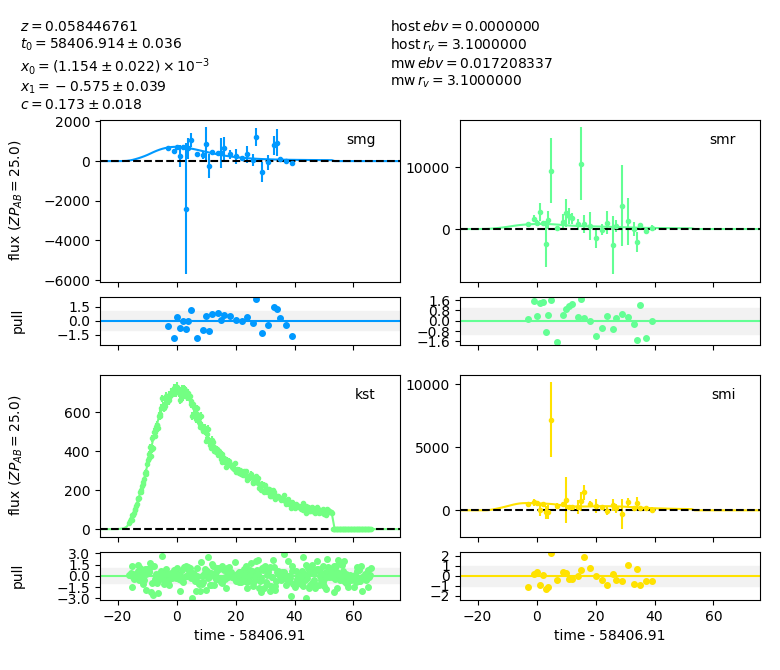 z = 0.058446761
t₀ = 58406.914 ± 0.036
x₀ = (1.154 ± 0.022) × 10⁻³
x₁ = −0.575 ± 0.039
c = 0.173 ± 0.018
host ebv = 0.0000000
host r_v = 3.1000000
mw ebv = 0.017208337
mw r_v = 3.1000000
smg
flux (ZP_AB = 25.0)
2000
0
−2000
−4000
−6000
smr
10000
0
pull
1.5
0.0
−1.5
1.6
0.8
0.0
−0.8
−1.6
kst
flux (ZP_AB = 25.0)
600
400
200
0
smi
10000
5000
0
pull
3.0
1.5
0.0
−1.5
−3.0
2
1
0
−1
−2
−20 0 20 40 60
time - 58406.91
−20 0 20 40 60
time - 58406.91